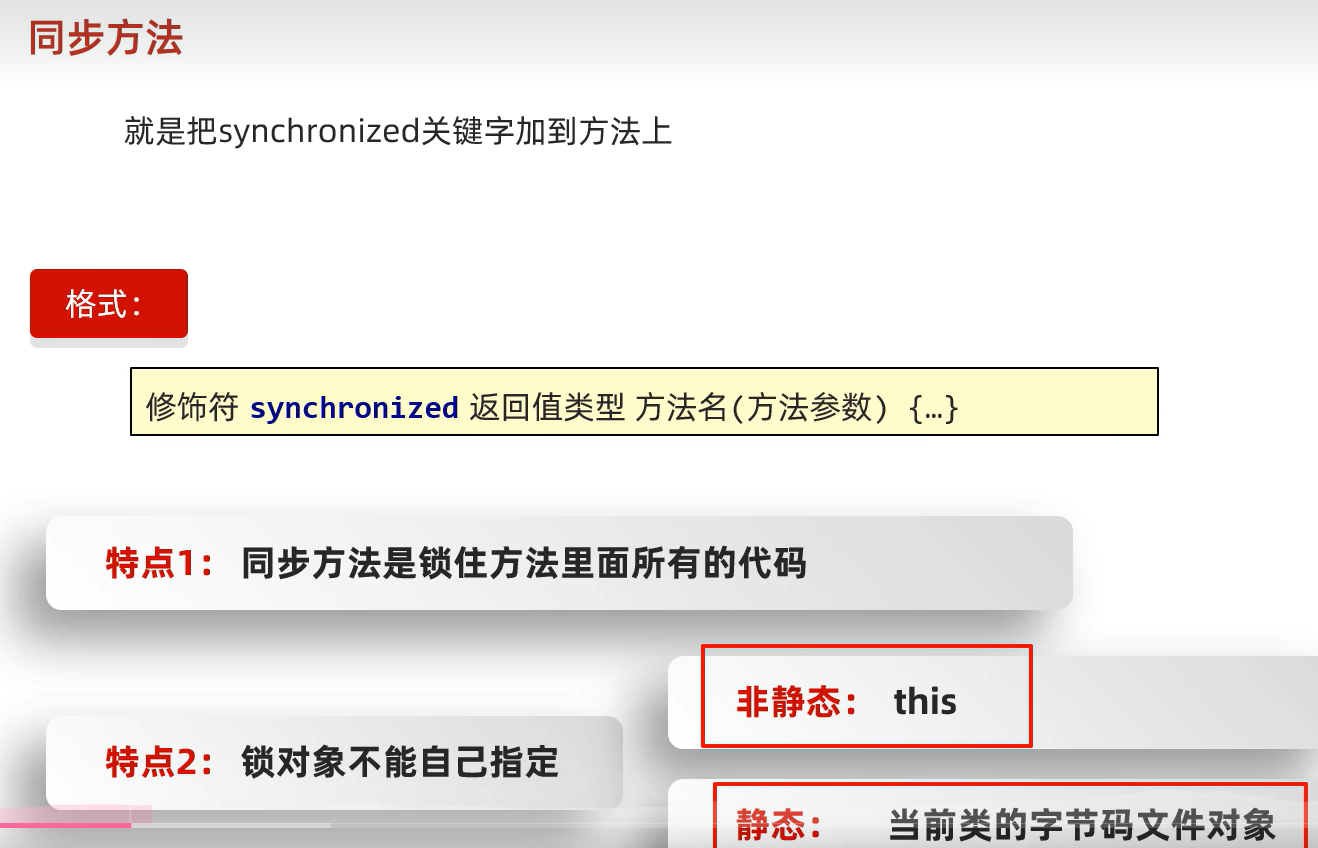 同步方法
就是把synchronized关键字加到方法上
格式：
修饰符 synchronized 返回值类型 方法名(方法参数) {…}
特点1： 同步方法是锁住方法里面所有的代码
特点2： 锁对象不能自己指定
非静态： this
静态： 当前类的字节码文件对象